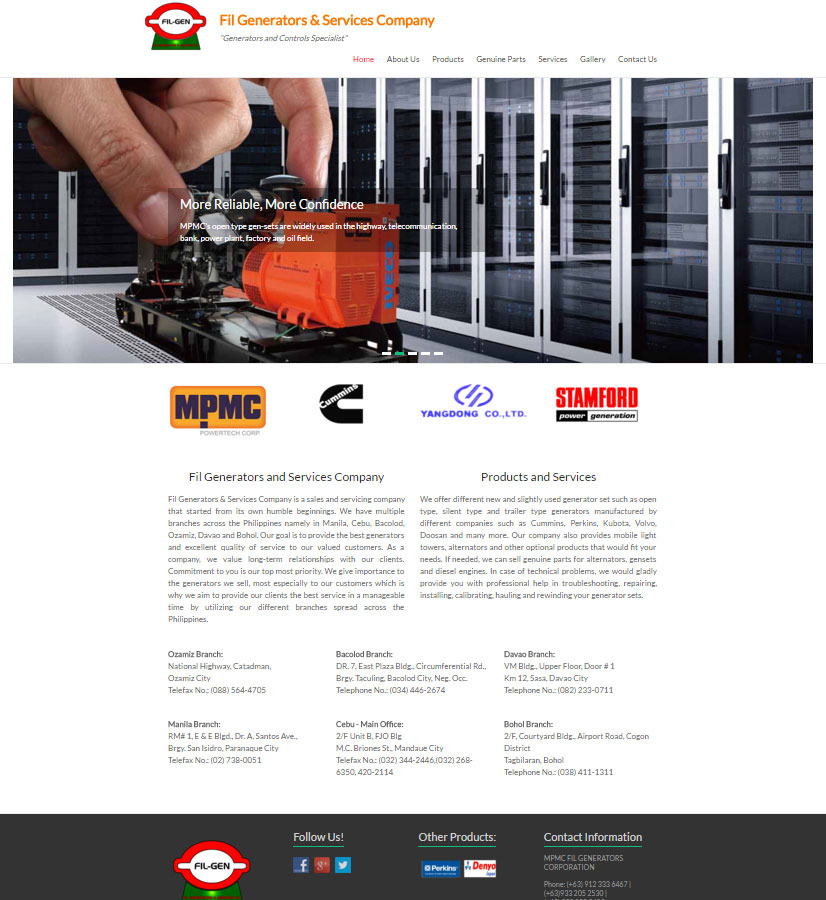 FIL-GEN
Fil Generators & Services Company
"Generators and Controls Specialist"
Home About Us Products Genuine Parts Services Gallery Contact Us
More Reliable, More Confidence
MPMC's open type gen-sets are widely used in the highway, telecommunication,
bank, power plant, factory and oil field.
IVECO
MPMC
POWERTECH CORP.
Cummins
YANGDONG CO.,LTD.
STAMFORD
power generation
Fil Generators and Services Company
Fil Generators & Services Company is a sales and servicing company
that started from its own humble beginnings. We have multiple
branches across the Philippines namely in Manila, Cebu, Bacolod,
Ozamiz, Davao and Bohol. Our goal is to provide the best generators
and excellent quality of service to our valued customers. As a
company, we value long-term relationships with our clients.
Commitment to you is our top most priority. We give importance to
the generators we sell, most especially to our customers which is
why we aim to provide our clients the best service in a manageable
time by utilizing our different branches spread across the
Philippines.
Products and Services
We offer different new and slightly used generator set such as open
type, silent type and trailer type generators manufactured by
different companies such as Cummins, Perkins, Kubota, Volvo,
Doosan and many more. Our company also provides mobile light
towers, alternators and other optional products that would fit your
needs. If needed, we can sell genuine parts for alternators, gensets
and diesel engines. In case of technical problems, we would gladly
provide you with professional help in troubleshooting, repairing,
installing, calibrating, hauling and rewinding your generator sets.
Ozamiz Branch:
National Highway, Catadman,
Ozamiz City
Telefax No.: (088) 564-4705
Bacolod Branch:
DR. 7, East Plaza Bldg., Circumferential Rd.,
Brgy. Taculing, Bacolod City, Neg. Occ.
Telephone No.: (034) 446-2674
Davao Branch:
VM Bldg., Upper Floor, Door # 1
Km 12, Sasa, Davao City
Telephone No.: (082) 233-0711
Manila Branch:
RM# 1, E & E Blgd., Dr. A. Santos Ave.,
Brgy. San Isidro, Paranaque City
Telefax No.: (02) 738-0051
Cebu - Main Office:
2/F Unit B, FJO Blg
M.C. Briones St., Mandaue City
Telefax No.: (032) 344-2446,(032) 268-
6350, 420-2114
Bohol Branch:
2/F, Courtyard Bldg., Airport Road, Cogon
District
Tagbilaran, Bohol
Telephone No.: (038) 411-1311
FIL-GEN
Follow Us!
Other Products:
Perkins
Denyo
Contact Information
MPMC FIL GENERATORS
CORPORATION
Phone: (+63) 912 333 6467 |
(+63)933 205 2530 |